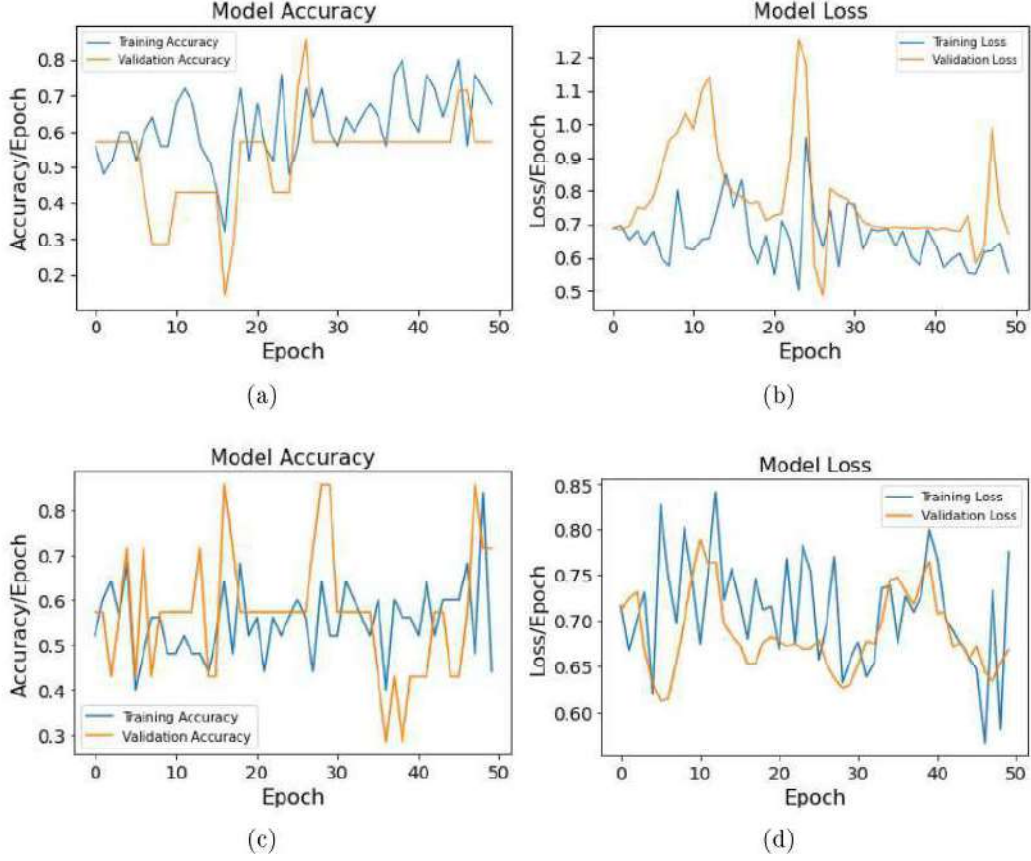 Model Accuracy
Training Accuracy
Validation Accuracy
Accuracy/Epoch
0.8
0.7
0.6
0.5
0.4
0.3
0.2
0 10 20 30 40 50
Epoch
(a)
Model Loss
Training Loss
Validation Loss
Loss/Epoch
1.2
1.1
1.0
0.9
0.8
0.7
0.6
0.5
0 10 20 30 40 50
Epoch
(b)
Model Accuracy
Accuracy/Epoch
0.8
0.7
0.6
0.5
0.4
0.3
Training Accuracy
Validation Accuracy
0 10 20 30 40 50
Epoch
(c)
Model Loss
Training Loss
Validation Loss
Loss/Epoch
0.85
0.80
0.75
0.70
0.65
0.60
0 10 20 30 40 50
Epoch
(d)